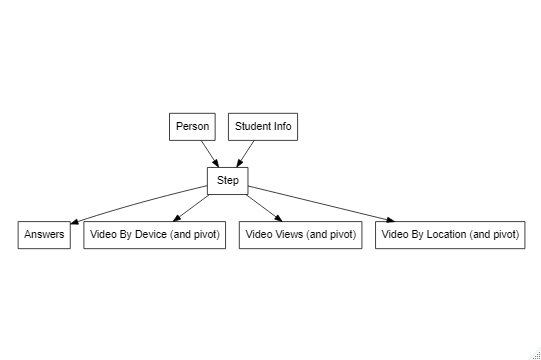 Person
Student Info
Step
Answers
Video By Device (and pivot)
Video Views (and pivot)
Video By Location (and pivot)